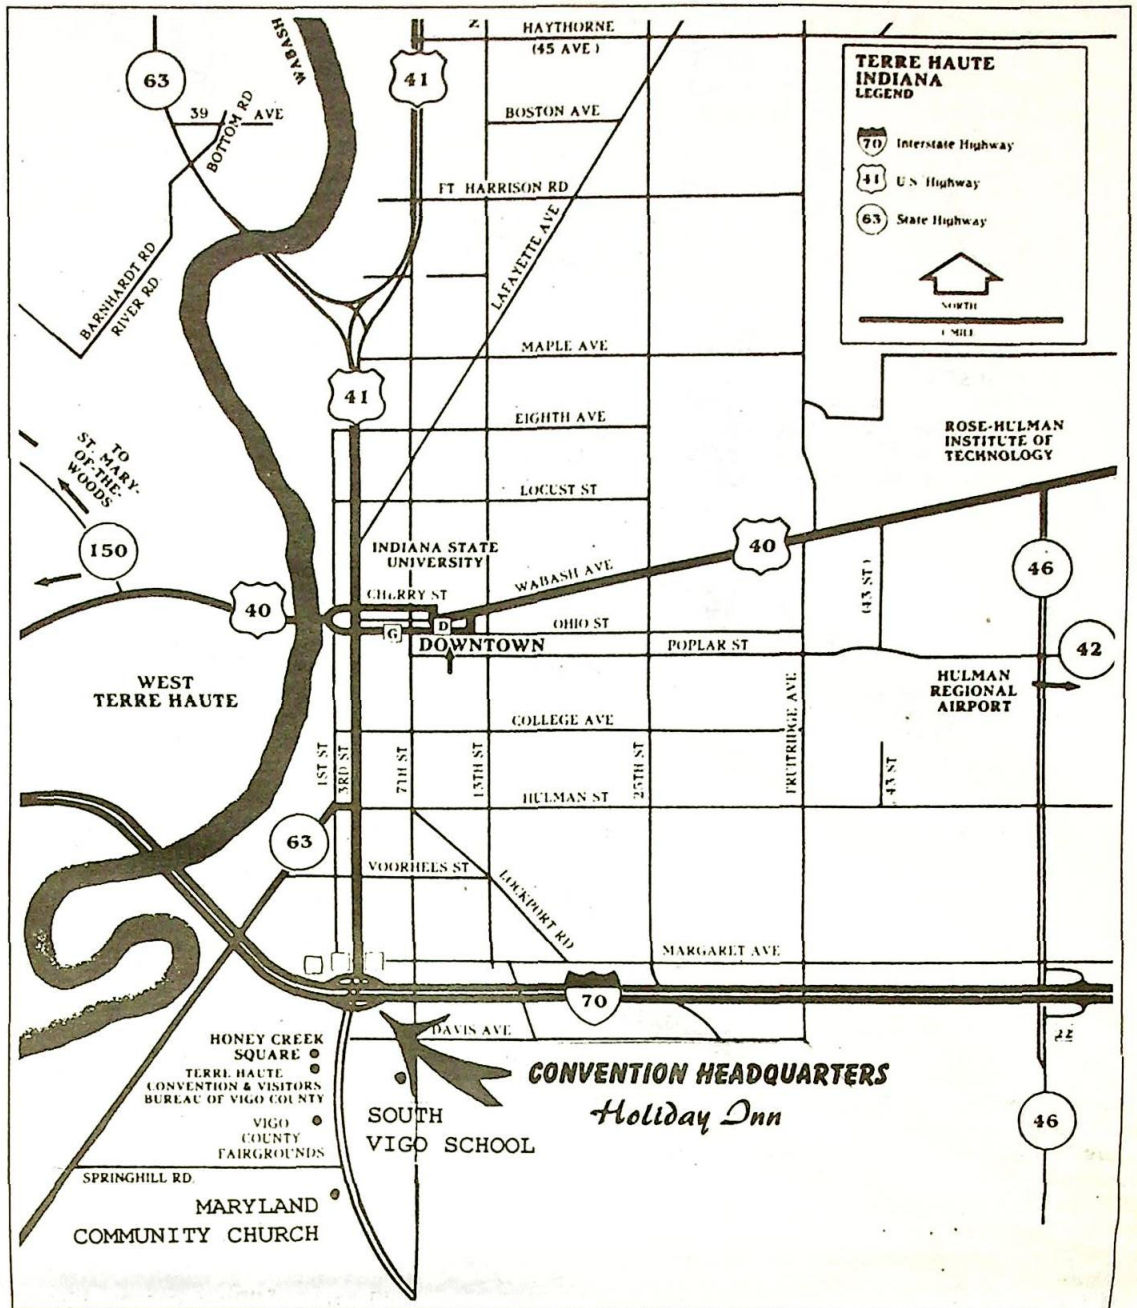 N
HAYTHORNE
(45 AVE)
WABASH
63
41
TERRE HAUTE
INDIANA
LEGEND
70 Interstate Highway
41 U.S. Highway
63 State Highway
NORTH
1 MILE
39 AVE
BOTTOM RD
BOSTON AVE
FT HARRISON RD
LAFAYETTE AVE
BARNHARDT RD
RIVER RD.
MAPLE AVE
41
EIGHTH AVE
ROSE-HULMAN
INSTITUTE OF
TECHNOLOGY
TO
ST. MARY-
OF-THE-
WOODS
LOCUST ST
150
INDIANA STATE
UNIVERSITY
40
WABASH AVE
(43 ST)
46
40
CHERRY ST
G
D
OHIO ST
DOWNTOWN
POPLAR ST
42
WEST
TERRE HAUTE
HULMAN
REGIONAL
AIRPORT
COLLEGE AVE
1ST ST
3RD ST
7TH ST
13TH ST
25TH ST
FRUITRIDGE AVE
43 ST
HULMAN ST
63
VOORHEES ST
LOCKPORT RD
MARGARET AVE
70
DAVIS AVE
22
HONEY CREEK
SQUARE
TERRE HAUTE
CONVENTION & VISITORS
BUREAU OF VIGO COUNTY
CONVENTION HEADQUARTERS
Holiday Inn
SOUTH
VIGO SCHOOL
VIGO
COUNTY
FAIRGROUNDS
46
SPRINGHILL RD.
MARYLAND
COMMUNITY CHURCH